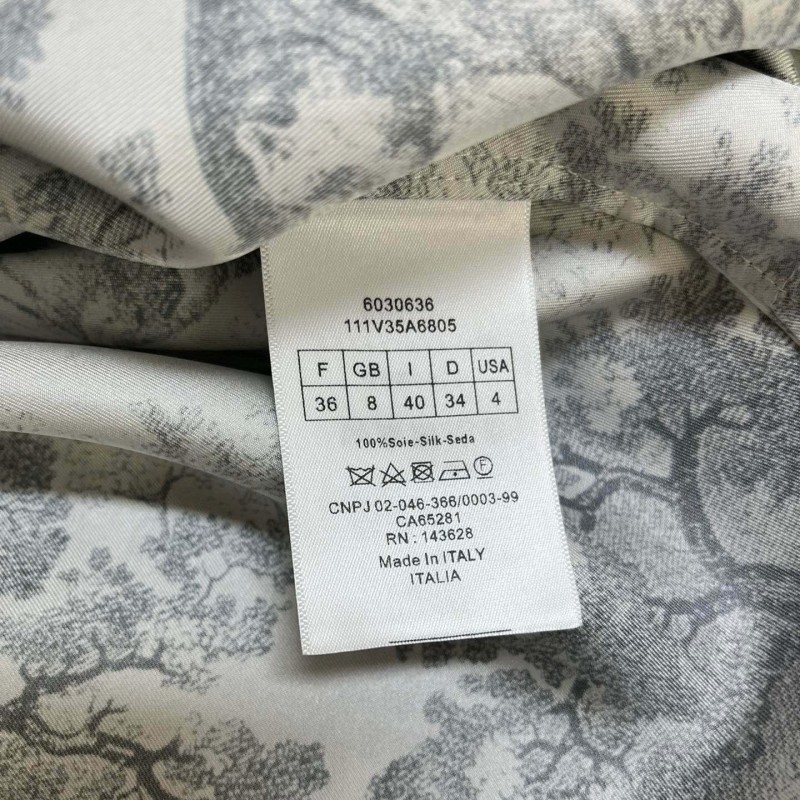 6030636
111V35A6805
F GB I D USA
36 8 40 34 4
100%Soie-Silk-Seda
F
CNPJ 02-046-366/0003-99
CA65281
RN : 143628
Made In ITALY
ITALIA